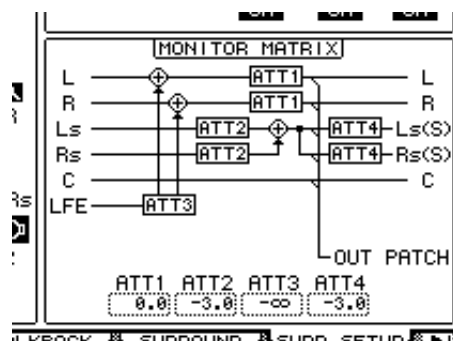 MONITOR MATRIX
L ATT1 L
R ATT1 R
Ls ATT2 ATT4 Ls(S)
Rs ATT2 ATT4 Rs(S)
C C
Rs
LFE ATT3
OUT PATCH
ATT1 ATT2 ATT3 ATT4
0.0 -3.0 -∞ -3.0
SURROUND SURR SETUP